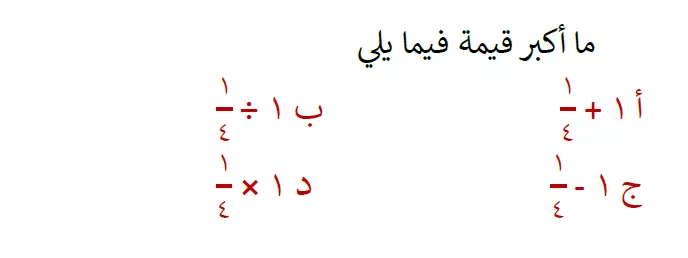 ما أكبر قيمة فيما يلي
أ ١ + ١/٤ ب ١ ÷ ١/٤
ج ١ - ١/٤ د ١ × ١/٤